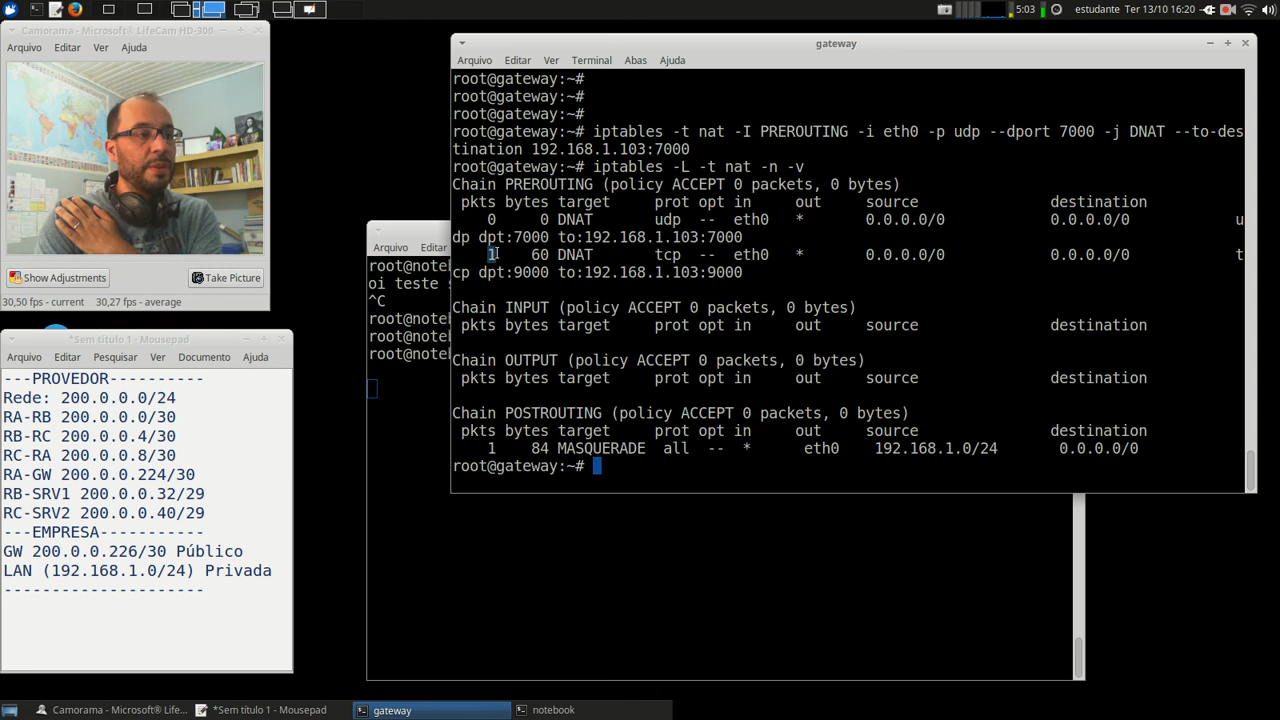 5:03
estudante Ter 13/10 16:20
Camorama - Microsoft® LifeCam HD-300
Arquivo Editar Ver Ajuda
Show Adjustments
Take Picture
30,50 fps - current 30,27 fps - average
*Sem título 1 - Mousepad
Arquivo Editar Pesquisar Ver Documento Ajuda
---PROVEDOR----------
Rede: 200.0.0.0/24
RA-RB 200.0.0.0/30
RB-RC 200.0.0.4/30
RC-RA 200.0.0.8/30
RA-GW 200.0.0.224/30
RB-SRV1 200.0.0.32/29
RC-SRV2 200.0.0.40/29
---EMPRESA-----------
GW 200.0.0.226/30 Público
LAN (192.168.1.0/24) Privada
---------------------
Arquivo Editar
root@noteb
oi teste s
^C
root@noteb
root@noteb
root@noteb
gateway
Arquivo Editar Ver Terminal Abas Ajuda
root@gateway:~#
root@gateway:~#
root@gateway:~#
root@gateway:~# iptables -t nat -I PREROUTING -i eth0 -p udp --dport 7000 -j DNAT --to-des
tination 192.168.1.103:7000
root@gateway:~# iptables -L -t nat -n -v
Chain PREROUTING (policy ACCEPT 0 packets, 0 bytes)
pkts bytes target prot opt in out source destination
0 0 DNAT udp -- eth0 * 0.0.0.0/0 0.0.0.0/0 u
dp dpt:7000 to:192.168.1.103:7000
1 60 DNAT tcp -- eth0 * 0.0.0.0/0 0.0.0.0/0 t
cp dpt:9000 to:192.168.1.103:9000
Chain INPUT (policy ACCEPT 0 packets, 0 bytes)
pkts bytes target prot opt in out source destination
Chain OUTPUT (policy ACCEPT 0 packets, 0 bytes)
pkts bytes target prot opt in out source destination
Chain POSTROUTING (policy ACCEPT 0 packets, 0 bytes)
pkts bytes target prot opt in out source destination
1 84 MASQUERADE all -- * eth0 192.168.1.0/24 0.0.0.0/0
root@gateway:~#
Camorama - Microsoft® LifeC...
*Sem título 1 - Mousepad
gateway
notebook